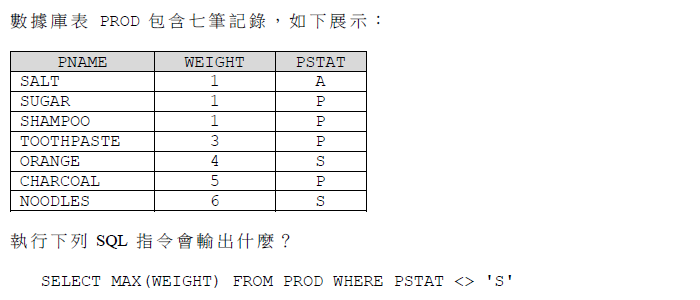 數據庫表 PROD 包含七筆記錄，如下展示：
PNAME WEIGHT PSTAT
SALT 1 A
SUGAR 1 P
SHAMPOO 1 P
TOOTHPASTE 3 P
ORANGE 4 S
CHARCOAL 5 P
NOODLES 6 S
執行下列 SQL 指令會輸出什麼？
SELECT MAX(WEIGHT) FROM PROD WHERE PSTAT <> 'S'